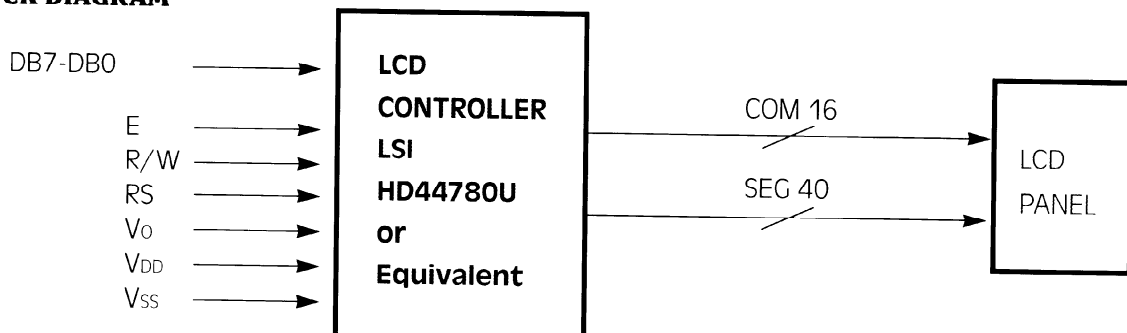 DB7-DB0
E
R/W
RS
VO
VDD
VSS
LCD
CONTROLLER
LSI
HD44780U
or
Equivalent
COM 16
SEG 40
LCD
PANEL